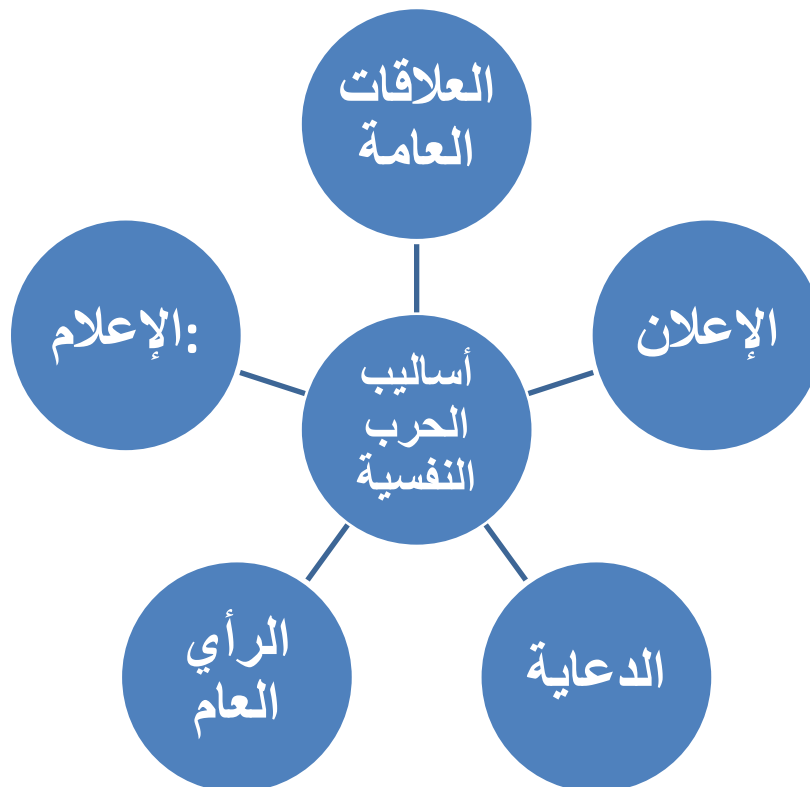 العلاقات
العامة
الإعلان
:الإعلام
أساليب
الحرب
النفسية
الدعاية
الرأي
العام